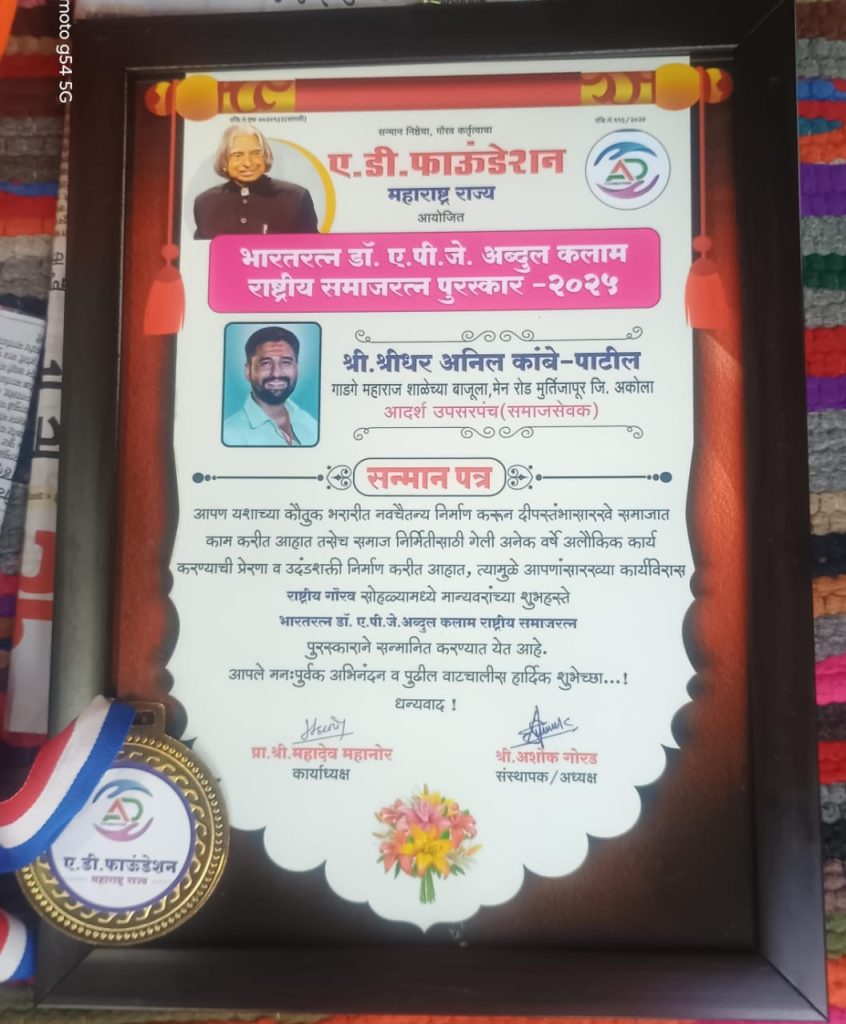 moto g54 5G
सन्मान निष्ठेचा, गौरव कर्तृत्वाचा
ए.डी.फाऊंडेशन
महाराष्ट्र राज्य
आयोजित
भारतरत्न डॉ. ए.पी.जे. अब्दुल कलाम
राष्ट्रीय समाजरत्न पुरस्कार -२०२५
श्री.श्रीधर अनिल कांबे-पाटील
गाडगे महाराज शाळेच्या बाजूला,मेन रोड मुर्तिजापूर जि. अकोला
आदर्श उपसरपंच(समाजसेवक)
सन्मान पत्र
आपण यशाच्या कौतुक भरारीत नवचैतन्य निर्माण करून दीपस्तंभासारखे समाजात
काम करीत आहात तसेच समाज निर्मितीसाठी गेली अनेक वर्षे अलौकिक कार्य
करण्याची प्रेरणा व उदंडशक्ती निर्माण करीत आहात, त्यामुळे आपणांसारख्या कार्यविरास
राष्ट्रीय गौरव सोहळ्यामध्ये मान्यवरांच्या शुभहस्ते
भारतरत्न डॉ. ए.पी.जे.अब्दुल कलाम राष्ट्रीय समाजरत्न
पुरस्काराने सन्मानित करण्यात येत आहे.
आपले मनःपुर्वक अभिनंदन व पुढील वाटचालीस हार्दिक शुभेच्छा...!
धन्यवाद !
प्रा.श्री.महादेव महानोर
कार्याध्यक्ष
श्री.अशोक गोरड
संस्थापक/अध्यक्ष
AD
ए.डी.फाऊंडेशन
महाराष्ट्र राज्य